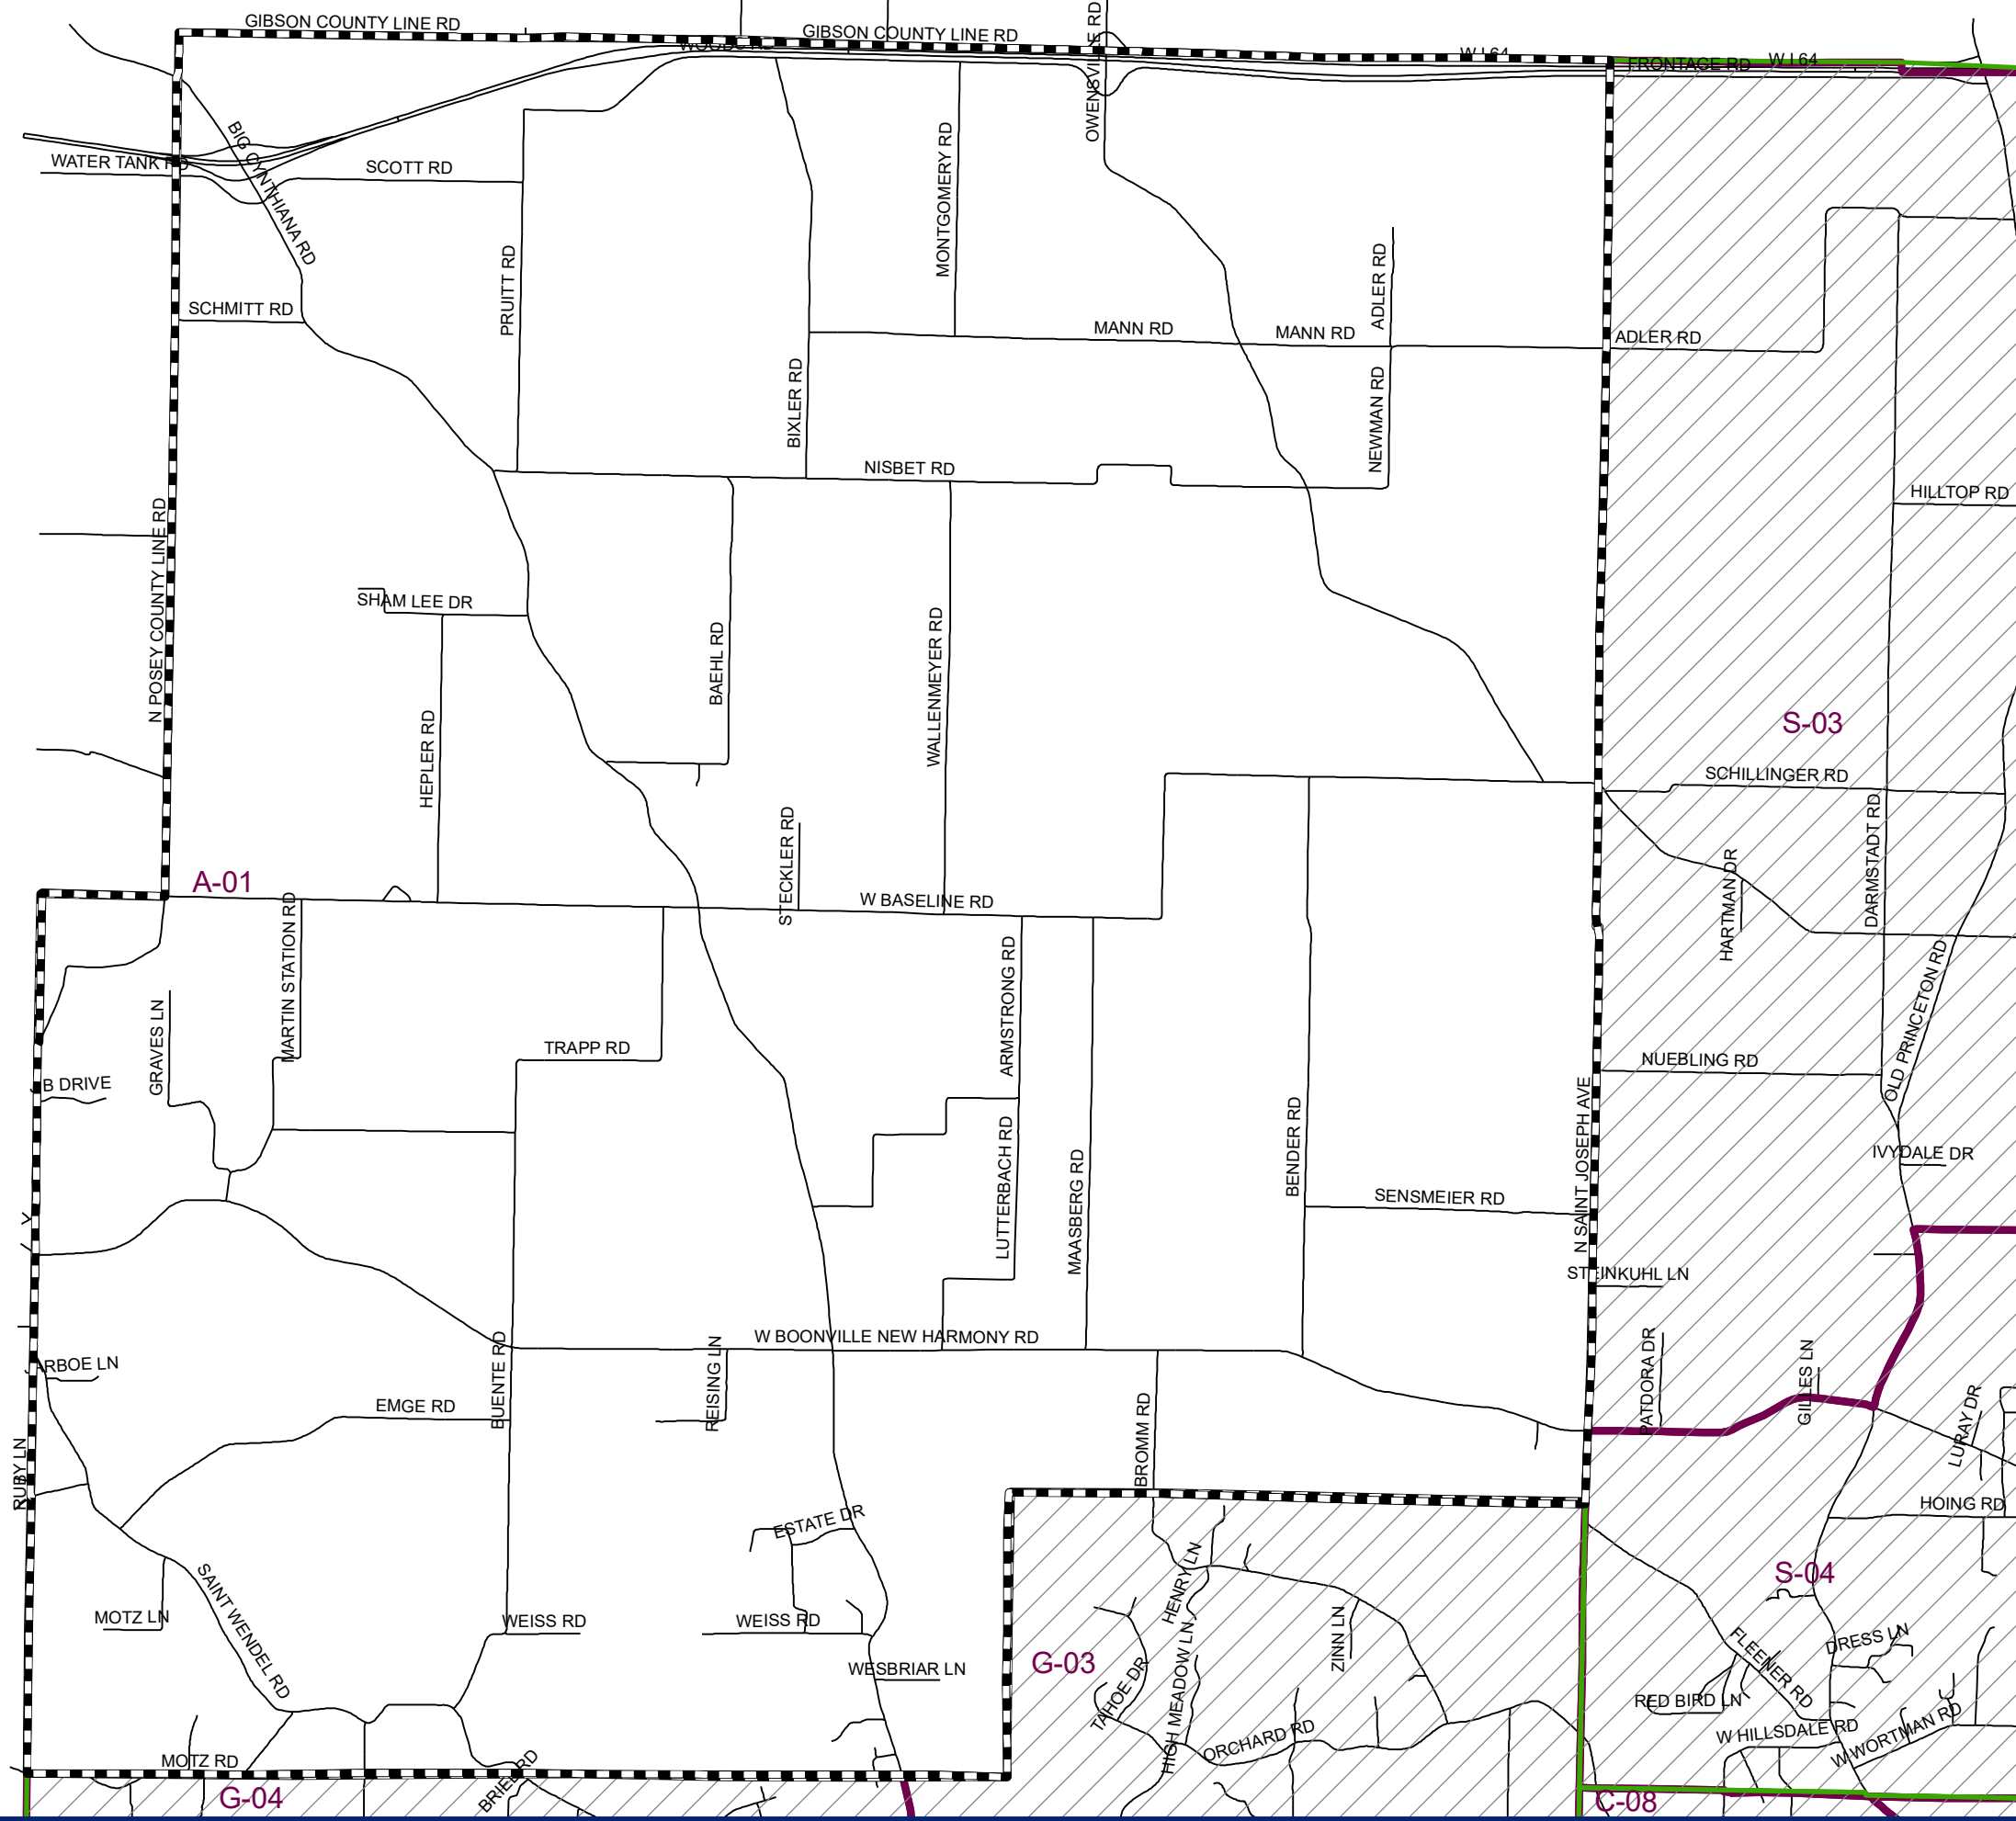 GIBSON COUNTY LINE RD
GIBSON COUNTY LINE RD
WOODS RD
OWENSVILLE RD
W I 64
FRONTAGE RD
W I 64
WATER TANK RD
BIG CYNTHIANA RD
SCOTT RD
MONTGOMERY RD
PRUITT RD
ADLER RD
SCHMITT RD
MANN RD
MANN RD
ADLER RD
BIXLER RD
NEWMAN RD
NISBET RD
HILLTOP RD
N POSEY COUNTY LINE RD
SHAM LEE DR
BAEHL RD
WALLENMEYER RD
HEPLER RD
S-03
SCHILLINGER RD
STECKLER RD
DARMSTADT RD
HARTMAN DR
A-01
W BASELINE RD
MARTIN STATION RD
ARMSTRONG RD
OLD PRINCETON RD
GRAVES LN
TRAPP RD
NUEBLING RD
B DRIVE
LUTTERBACH RD
MAASBERG RD
BENDER RD
N SAINT JOSEPH AVE
IVYDALE DR
SENSMEIER RD
STEINKUHL LN
W BOONVILLE NEW HARMONY RD
ARBOE LN
BUENTE RD
REISING LN
PATDORA DR
GILLES LN
EMGE RD
BROMM RD
LURAY DR
RUBY LN
HOING RD
ESTATE DR
SAINT WENDEL RD
HENRY LN
S-04
MOTZ LN
WEISS RD
WEISS RD
ZINN LN
FLEENER RD
DRESS LN
G-03
WESBRIAR LN
TAHOE DR
HIGH MEADOW LN
RED BIRD LN
ORCHARD RD
W HILLSDALE RD
W WORTMAN RD
MOTZ RD
BRIEL RD
G-04
C-08